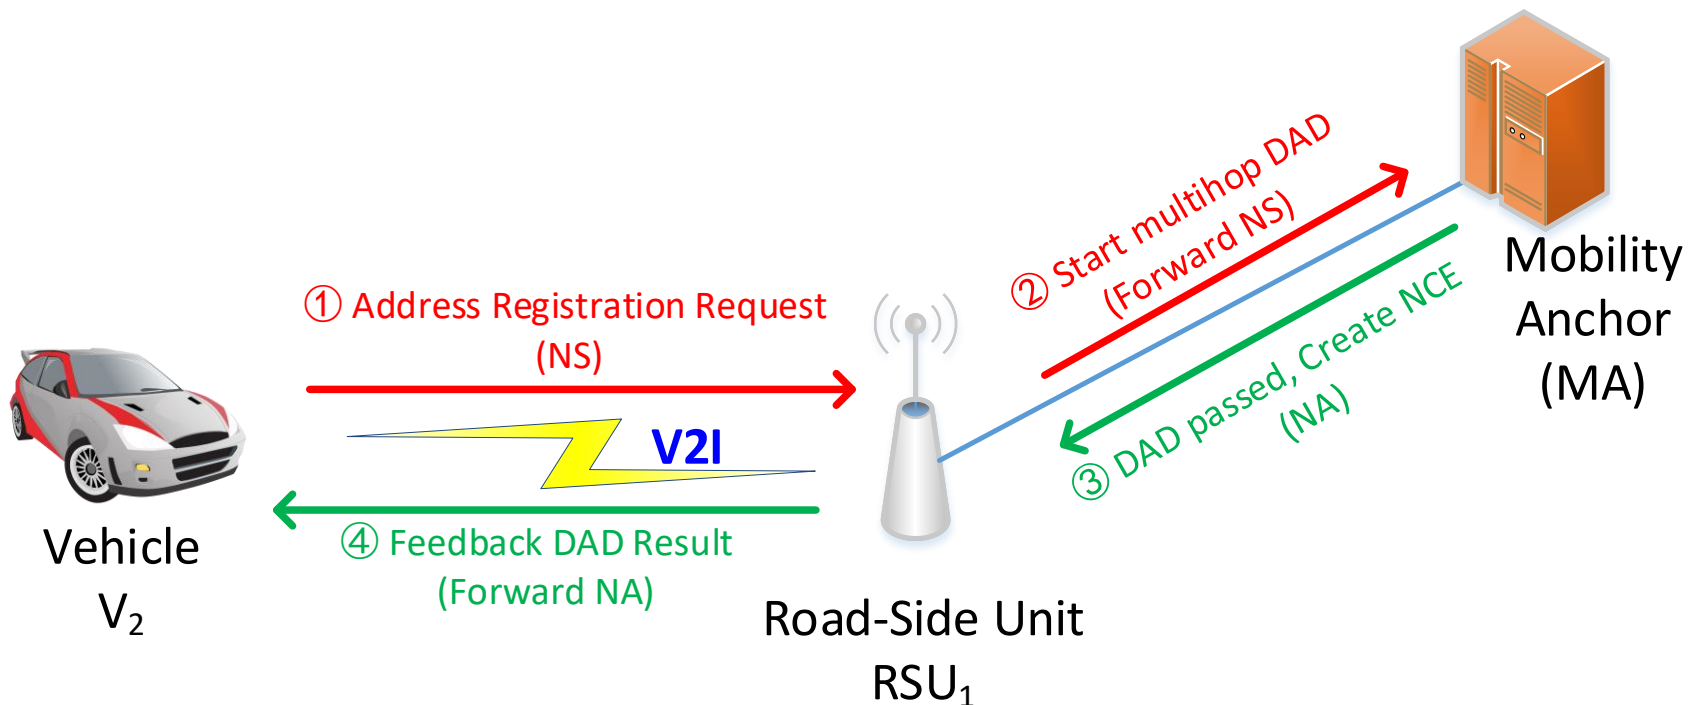 ① Address Registration Request
(NS)
② Start multihop DAD
(Forward NS)
③ DAD passed, Create NCE
(NA)
V2I
④ Feedback DAD Result
(Forward NA)
Vehicle
V₂
Road-Side Unit
RSU₁
Mobility
Anchor
(MA)